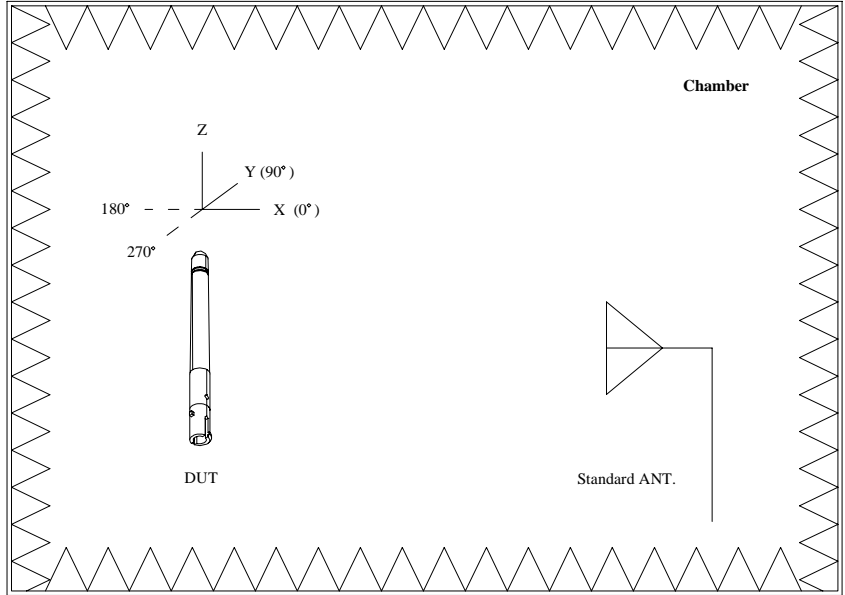 Chamber
Z
Y (90°)
180°
X (0°)
270°
DUT
Standard ANT.